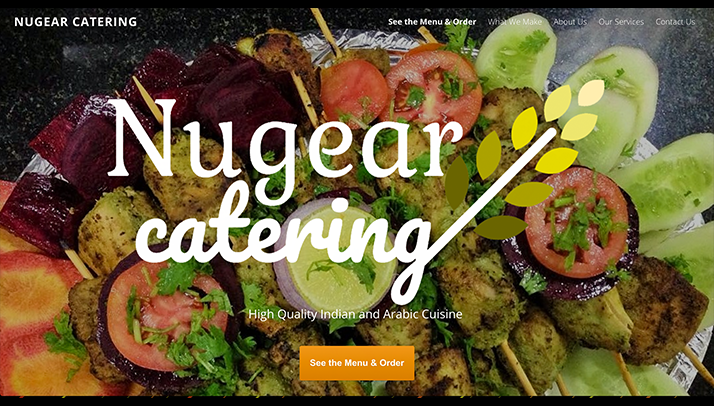 NUGEAR CATERING
See the Menu & Order What We Make About Us Our Services Contact Us
Nugear
catering
High Quality Indian and Arabic Cuisine
See the Menu & Order